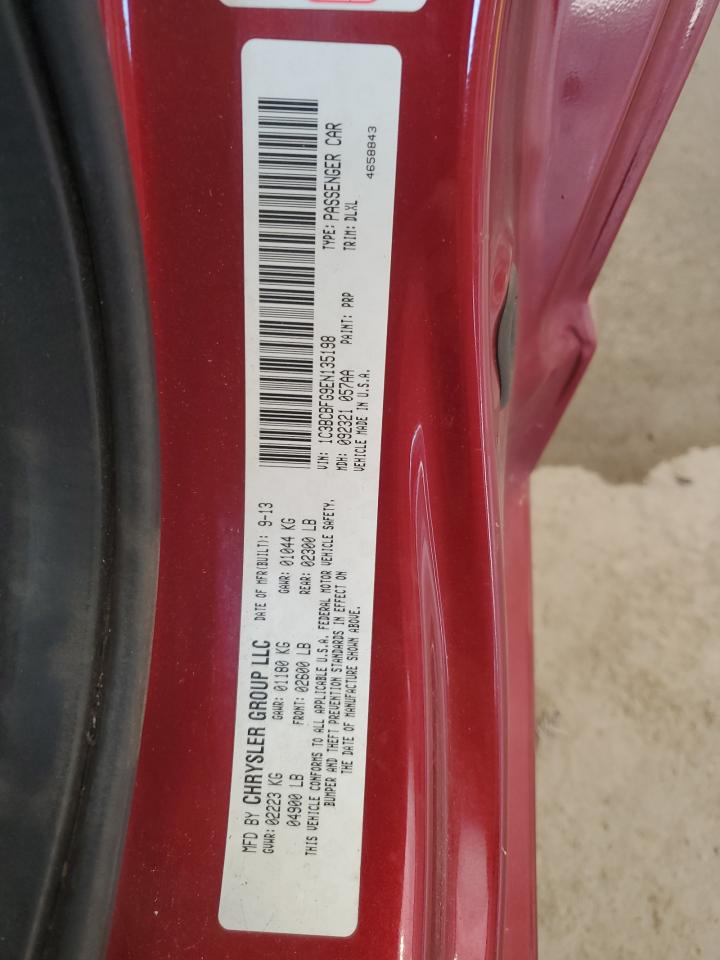 MFD BY CHRYSLER GROUP LLC DATE OF MFR(BUILT): 9-13
GVWR: 02223 KG GAWR: 01180 KG GAWR: 01044 KG
04900 LB FRONT: 02600 LB REAR: 02300 LB
THIS VEHICLE CONFORMS TO ALL APPLICABLE U.S.A. FEDERAL MOTOR VEHICLE SAFETY,
BUMPER AND THEFT PREVENTION STANDARDS IN EFFECT ON
THE DATE OF MANUFACTURE SHOWN ABOVE.
VIN: 1C3BCBFG9EN135198 TYPE: PASSENGER CAR
MDH: 092321 057AA PAINT: PRP TRIM: DLXL
VEHICLE MADE IN U.S.A. 4658843